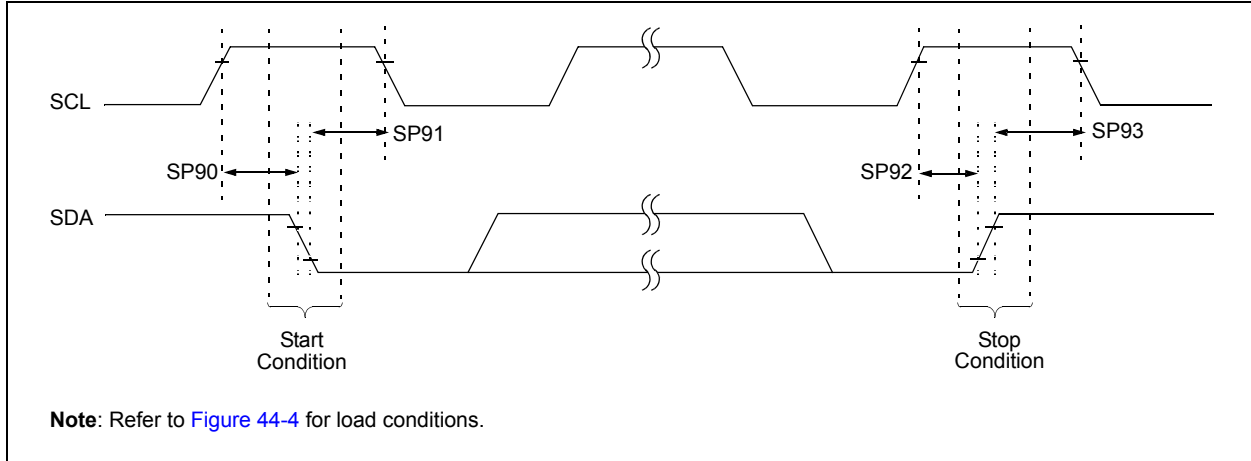 SCL
SP91
SP93
SP90
SP92
SDA
Start
Condition
Stop
Condition
Note: Refer to Figure 44-4 for load conditions.